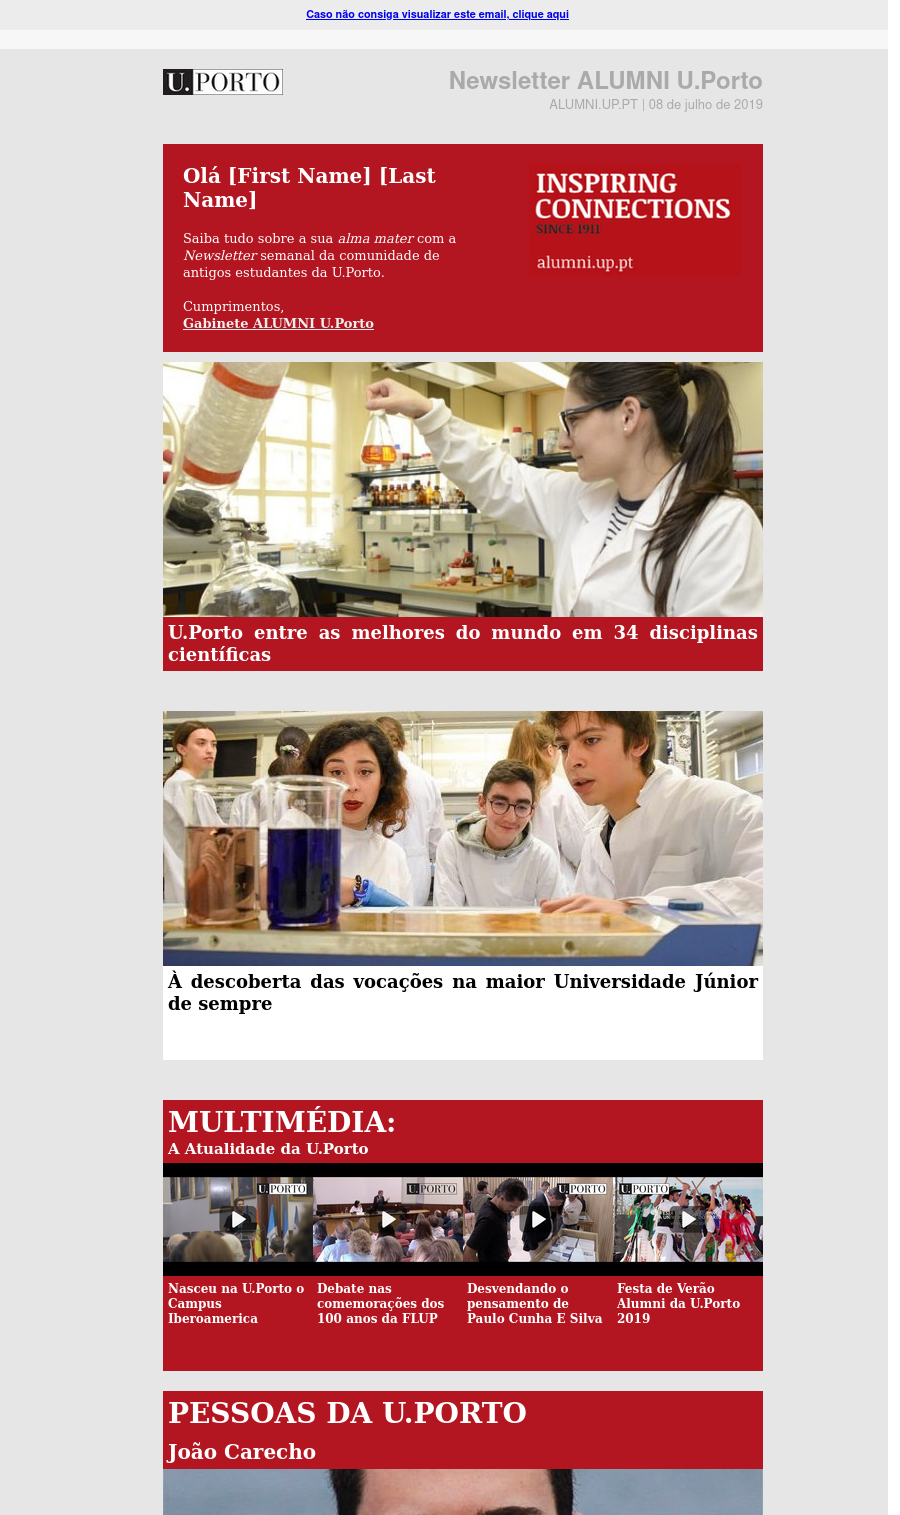 Caso não consiga visualizar este email, clique aqui
U.PORTO
Newsletter ALUMNI U.Porto
ALUMNI.UP.PT | 08 de julho de 2019
Olá [First Name] [Last
Name]
Saiba tudo sobre a sua alma mater com a
Newsletter semanal da comunidade de
antigos estudantes da U.Porto.
Cumprimentos,
Gabinete ALUMNI U.Porto
INSPIRING
CONNECTIONS
SINCE 1911
alumni.up.pt
U.Porto entre as melhores do mundo em 34 disciplinas
científicas
À descoberta das vocações na maior Universidade Júnior
de sempre
MULTIMÉDIA:
A Atualidade da U.Porto
U.PORTO
U.PORTO
U.PORTO
U.PORTO
Nasceu na U.Porto o
Campus
Iberoamerica
Debate nas
comemorações dos
100 anos da FLUP
Desvendando o
pensamento de
Paulo Cunha E Silva
Festa de Verão
Alumni da U.Porto
2019
PESSOAS DA U.PORTO
João Carecho